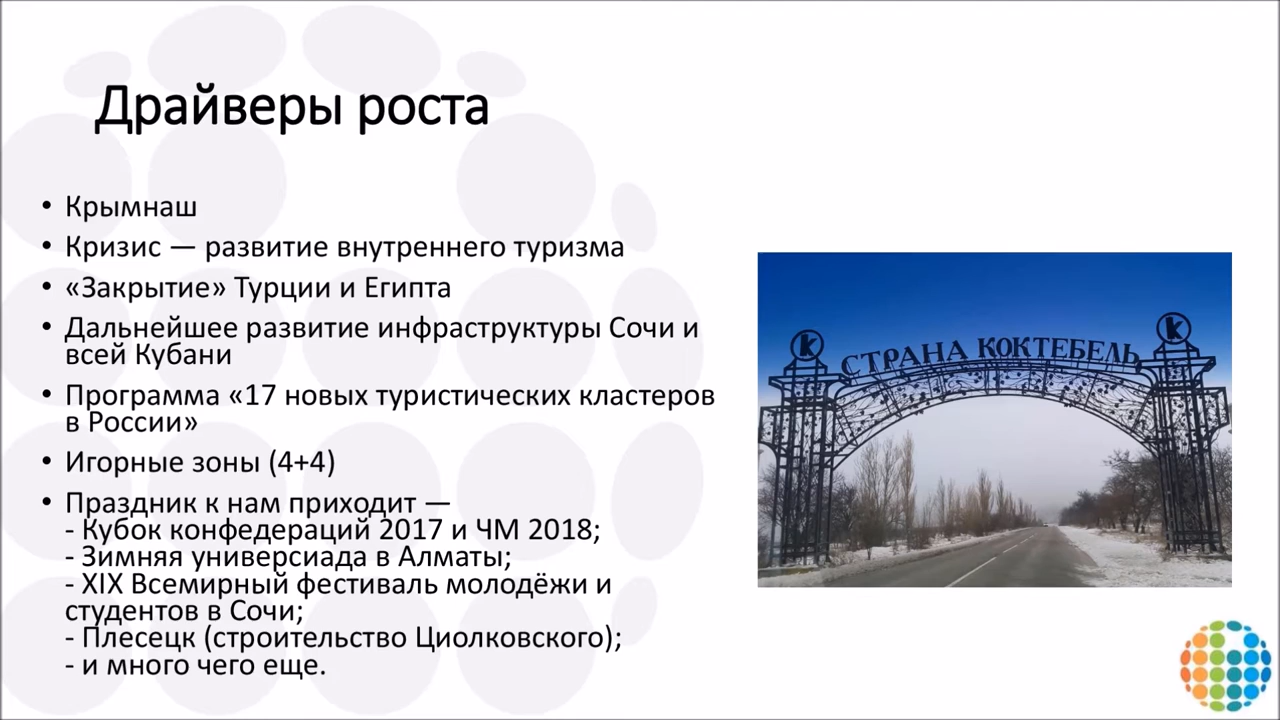 Драйверы роста
• Крымнаш
• Кризис — развитие внутреннего туризма
• «Закрытие» Турции и Египта
• Дальнейшее развитие инфраструктуры Сочи и
всей Кубани
• Программа «17 новых туристических кластеров
в России»
• Игорные зоны (4+4)
• Праздник к нам приходит —
- Кубок конфедераций 2017 и ЧМ 2018;
- Зимняя универсиада в Алматы;
- XIX Всемирный фестиваль молодёжи и
студентов в Сочи;
- Плесецк (строительство Циолковского);
- и много чего еще.
К К
СТРАНА КОКТЕБЕЛЬ